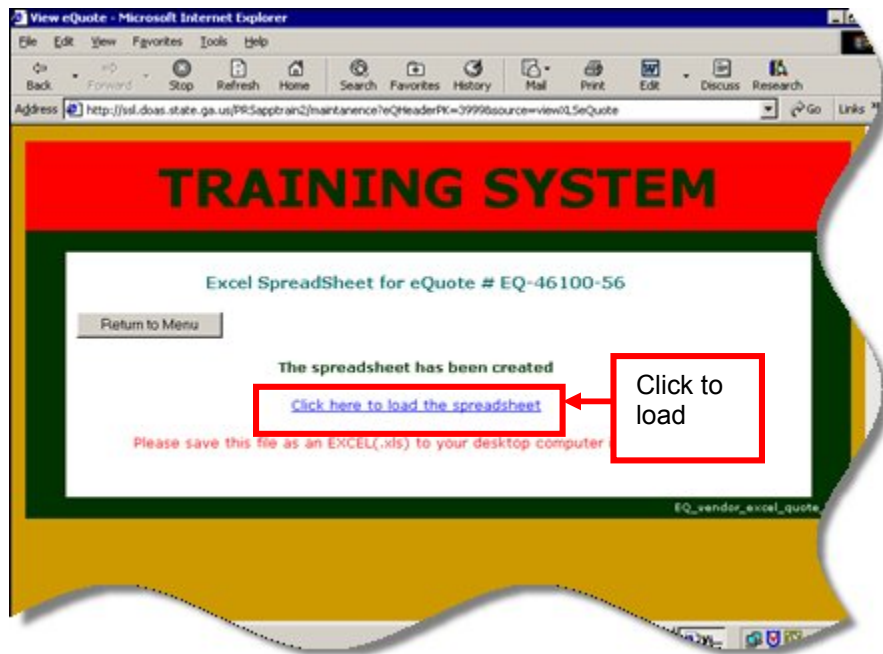 View eQuote - Microsoft Internet Explorer
File Edit View Favorites Tools Help
Back Forward Stop Refresh Home Search Favorites History Mail Print Edit Discuss Research
Address http://ssl.doas.state.ga.us/PRSapptrain2/maintanence?eQHeaderPK=3999&source=viewXLSeQuote Go Links
TRAINING SYSTEM
Excel SpreadSheet for eQuote # EQ-46100-56
Return to Menu
The spreadsheet has been created
Click here to load the spreadsheet
Click to
load
Please save this file as an EXCEL(.xls) to your desktop computer
EQ_vendor_excel_quote